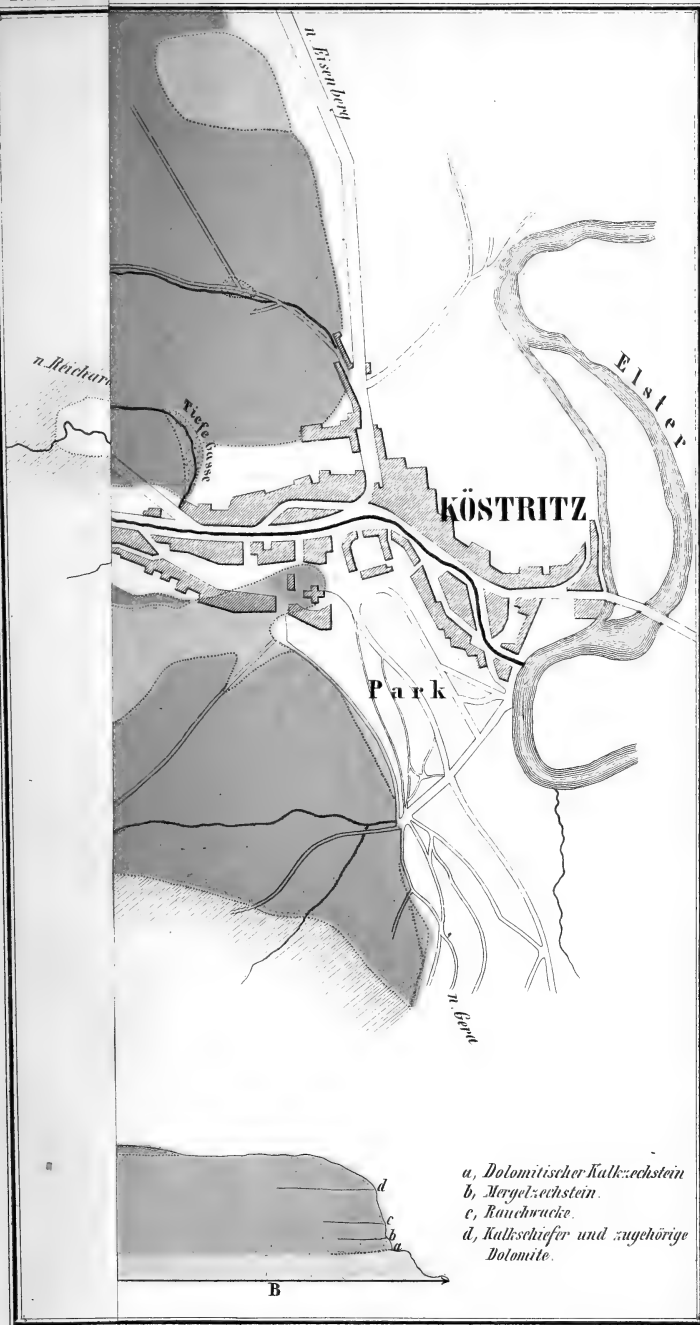 n. Eisenberg
n. Reichard
Tiefe Gasse
Elster
KÖSTRITZ
Park
n. Gera
d
c
b
a
B
a, Dolomitischer Kalkzechstein
b, Mergelzechstein.
c, Rauchwacke.
d, Kalkschiefer und zugehörige
Dolomite.